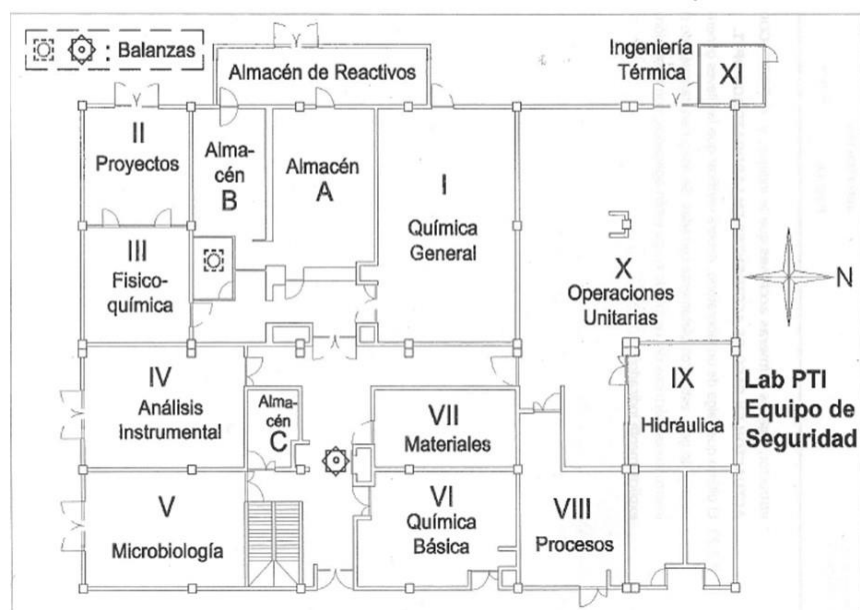 : Balanzas
Almacén de Reactivos
Ingeniería
Térmica
XI
II
Proyectos
Alma-
cén
B
Almacén
A
I
Química
General
III
Fisico-
química
X
Operaciones
Unitarias
N
IV
Análisis
Instrumental
Alma-
cén
C
VII
Materiales
IX
Hidráulica
Lab PTI
Equipo de
Seguridad
V
Microbiología
VI
Química
Básica
VIII
Procesos